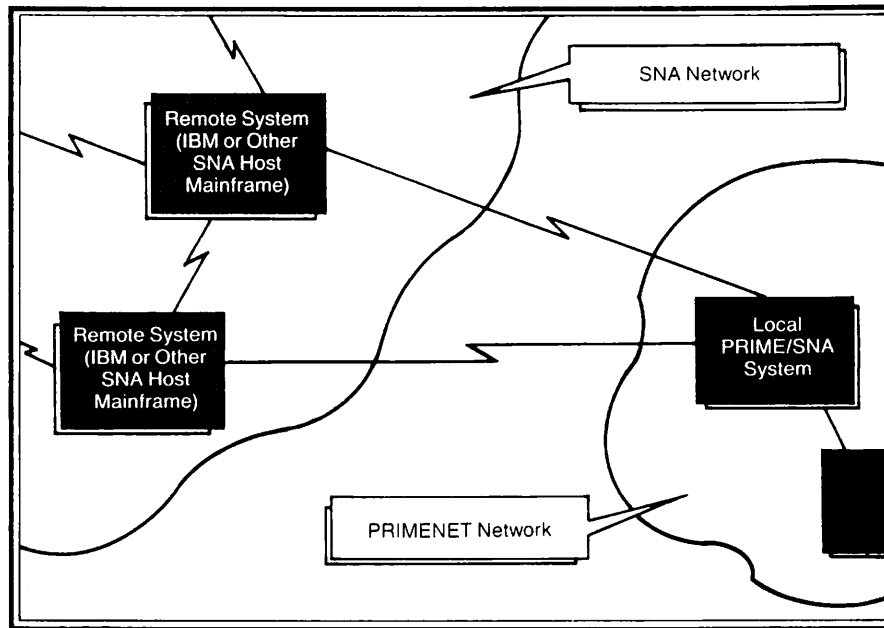 SNA Network
Remote System
(IBM or Other
SNA Host
Mainframe)
Remote System
(IBM or Other
SNA Host
Mainframe)
Local
PRIME/SNA
System
PRIMENET Network